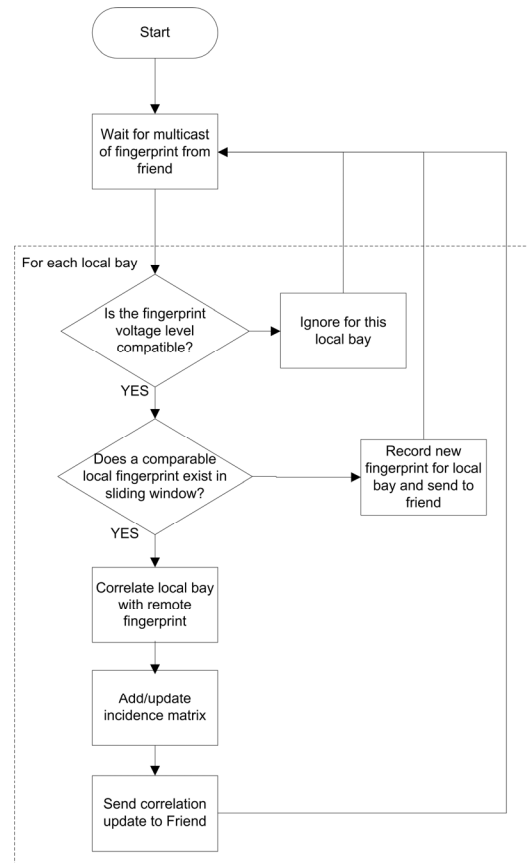 Start
Wait for multicast
of fingerprint from
friend
For each local bay
Is the fingerprint
voltage level
compatible?
Ignore for this
local bay
YES
Does a comparable
local fingerprint exist in
sliding window?
Record new
fingerprint for local
bay and send to
friend
YES
Correlate local bay
with remote
fingerprint
Add/update
incidence matrix
Send correlation
update to Friend